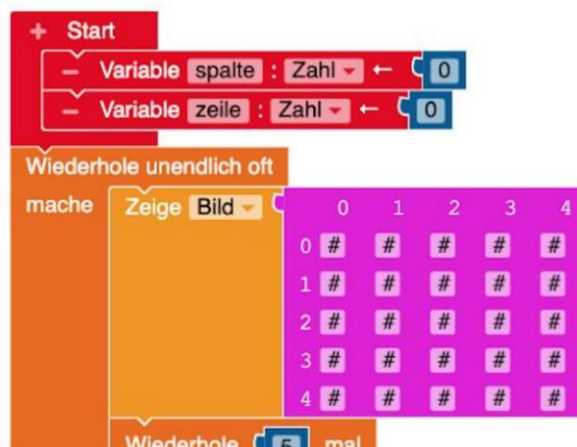 + Start
− Variable spalte : Zahl ← 0
− Variable zeile : Zahl ← 0
Wiederhole unendlich oft
mache Zeige Bild 0 1 2 3 4
0 # # # # #
1 # # # # #
2 # # # # #
3 # # # # #
4 # # # # #
Wiederhole 5 mal